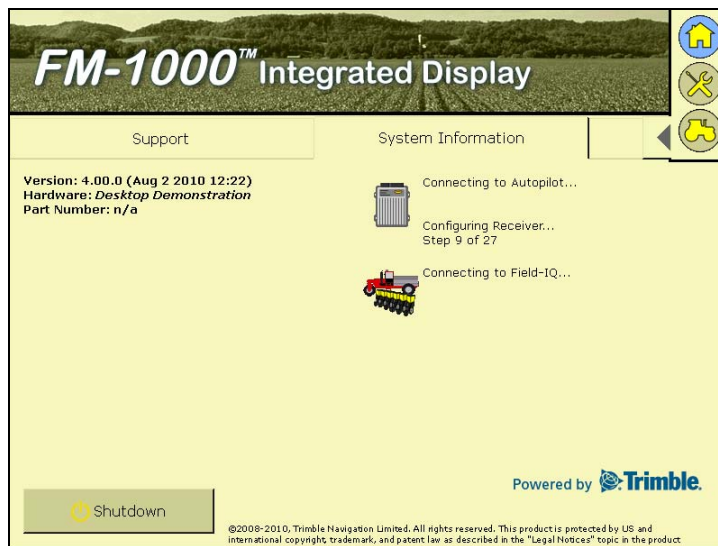 FM-1000™ Integrated Display
Support
System Information
Version: 4.00.0 (Aug 2 2010 12:22)
Hardware: Desktop Demonstration
Part Number: n/a
Connecting to Autopilot...
Configuring Receiver...
Step 9 of 27
Connecting to Field-IQ...
Powered by Trimble.
Shutdown
©2008-2010, Trimble Navigation Limited. All rights reserved. This product is protected by US and
international copyright, trademark, and patent law as described in the "Legal Notices" topic in the product